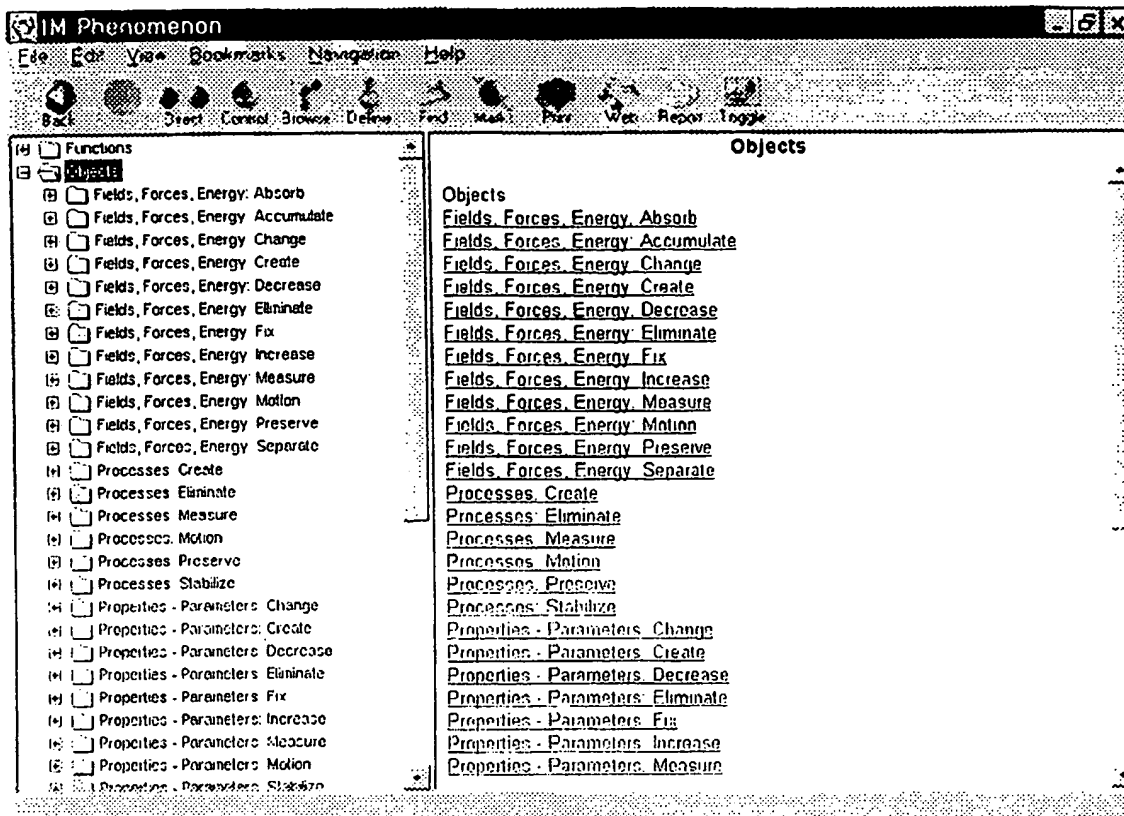 IM Phenomenon
File Edit View Bookmarks Navigation Help
Back Direct Control Browse Define Find Mark Print Web Report Toggle
Functions
Objects
Fields, Forces, Energy: Absorb
Fields, Forces, Energy Accumulate
Fields, Forces, Energy Change
Fields, Forces, Energy Create
Fields, Forces, Energy: Decrease
Fields, Forces, Energy Eliminate
Fields, Forces, Energy Fix
Fields, Forces, Energy Increase
Fields, Forces, Energy: Measure
Fields, Forces, Energy Motion
Fields, Forces, Energy Preserve
Fields, Forces, Energy Separate
Processes Create
Processes Eliminate
Processes Measure
Processes. Motion
Processes Preserve
Processes Stabilize
Properties - Parameters Change
Properties - Parameters: Create
Properties - Parameters Decrease
Properties - Parameters Eliminate
Properties - Parameters Fix
Properties - Parameters: Increase
Properties - Parameters Measure
Properties - Parameters Motion
Properties - Parameters Stabilize
Objects
Objects
Fields, Forces, Energy. Absorb
Fields, Forces, Energy: Accumulate
Fields, Forces, Energy Change
Fields, Forces, Energy Create
Fields, Forces, Energy. Decrease
Fields, Forces, Energy: Eliminate
Fields, Forces, Energy Fix
Fields, Forces, Energy Increase
Fields, Forces, Energy. Measure
Fields, Forces, Energy: Motion
Fields, Forces, Energy Preserve
Fields, Forces, Energy Separate
Processes. Create
Processes: Eliminate
Processes Measure
Processes Motion
Processes. Preserve
Processes: Stabilize
Properties - Parameters Change
Properties - Parameters Create
Properties - Parameters. Decrease
Properties - Parameters: Eliminate
Properties - Parameters Fix
Properties - Parameters Increase
Properties - Parameters. Measure